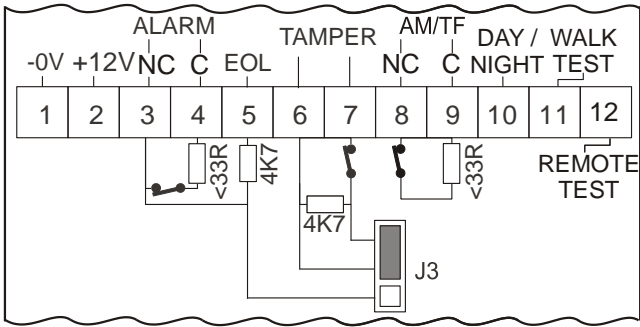 ALARM TAMPER AM/TF DAY / WALK
-0V +12V NC C EOL NC C NIGHT TEST
1 2 3 4 5 6 7 8 9 10 11 12
<33R 4K7 <33R REMOTE
TEST
4K7
J3